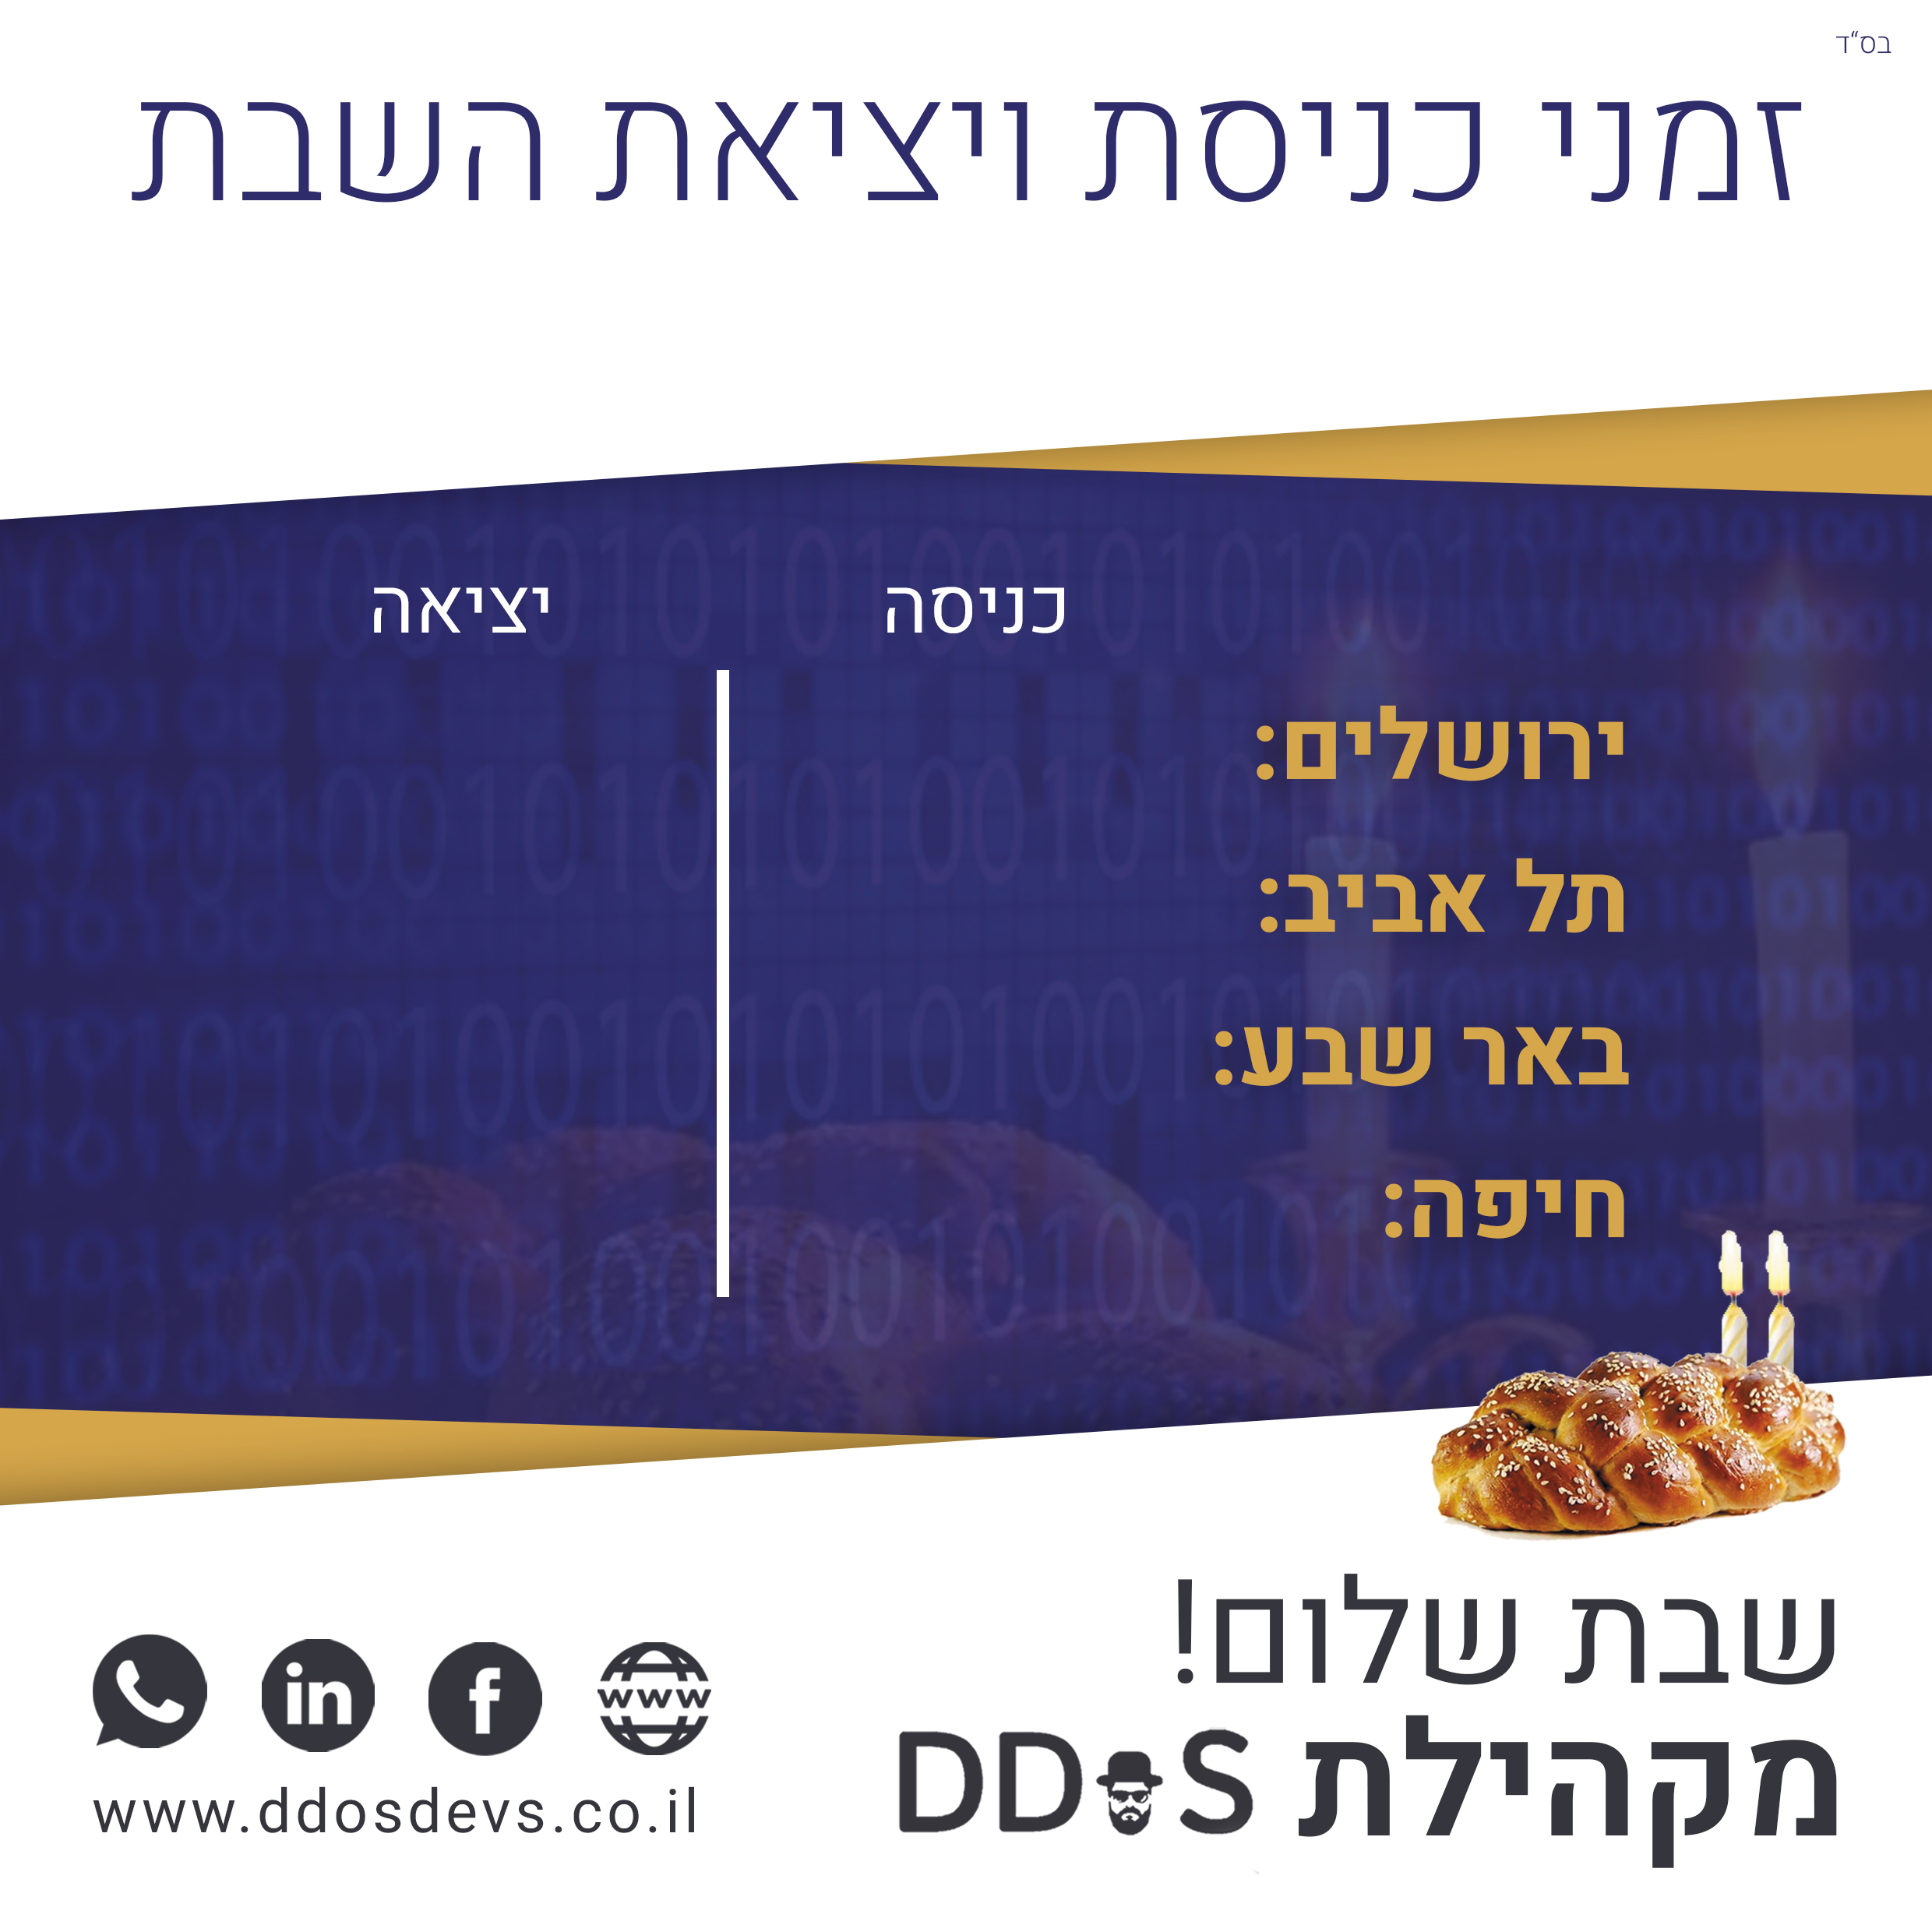 בס"ד
זמני כניסת ויציאת השבת
כניסה יציאה
ירושלים:
תל אביב:
באר שבע:
חיפה:
שבת שלום!
מקהילת DDoS
www
www.ddosdevs.co.il